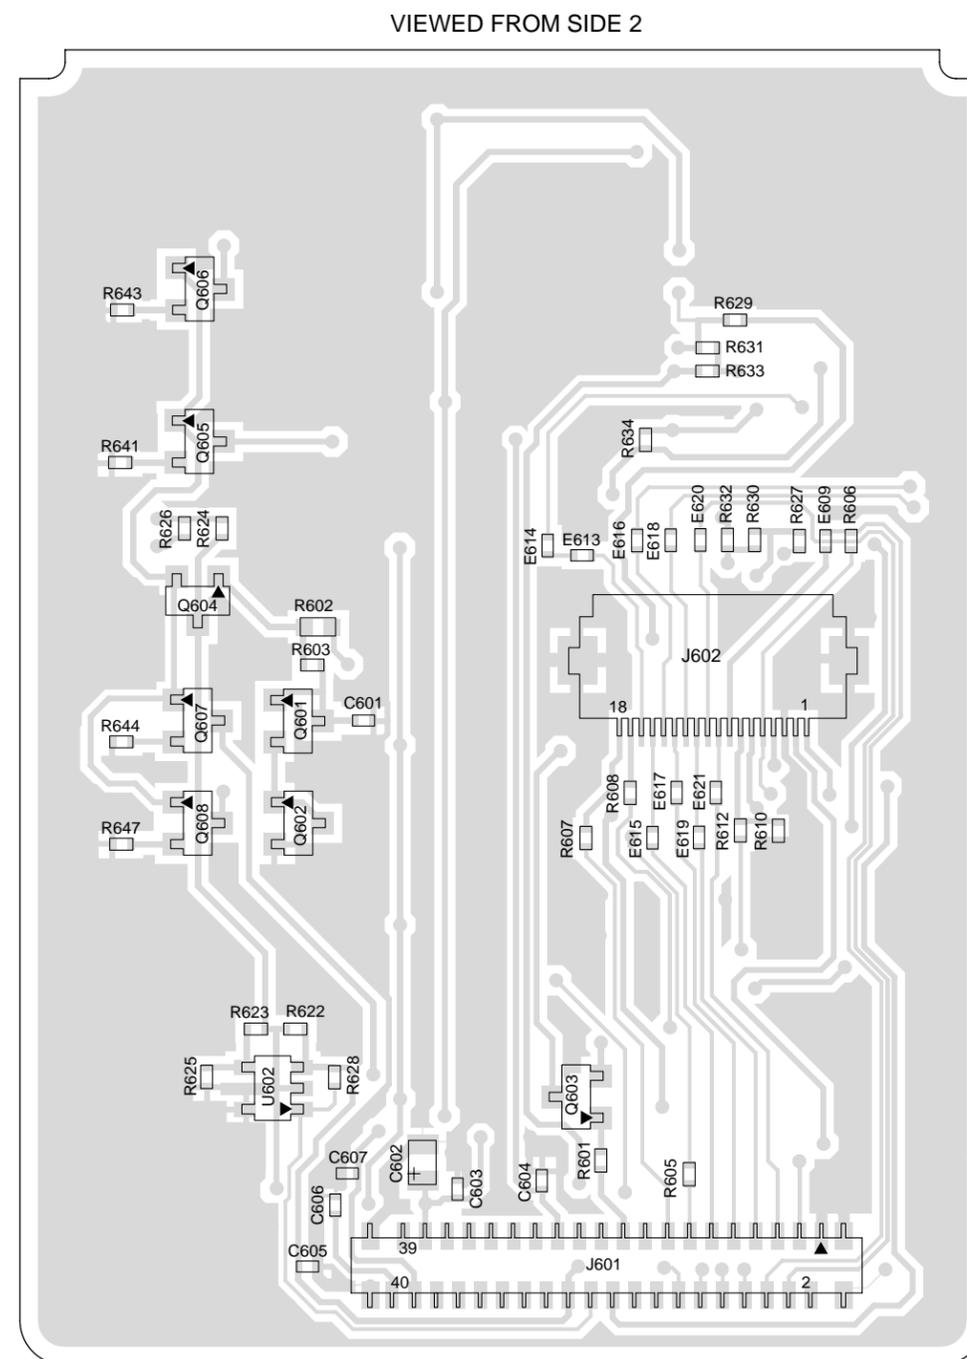 VIEWED FROM SIDE 2
Q606
R643
R629
R631
R633
R634
Q605
R641
R626
R624
E614
E613
E616
E618
E620
R632
R630
R627
E609
R606
Q604
R602
R603
J602
18
1
Q607
Q601
C601
R644
R608
E617
E621
Q608
Q602
R647
R607
E615
E619
R612
R610
R623
R622
R625
U602
R628
Q603
C607
C602
+
C603
C604
R601
R605
C606
39
C605
J601
40
2